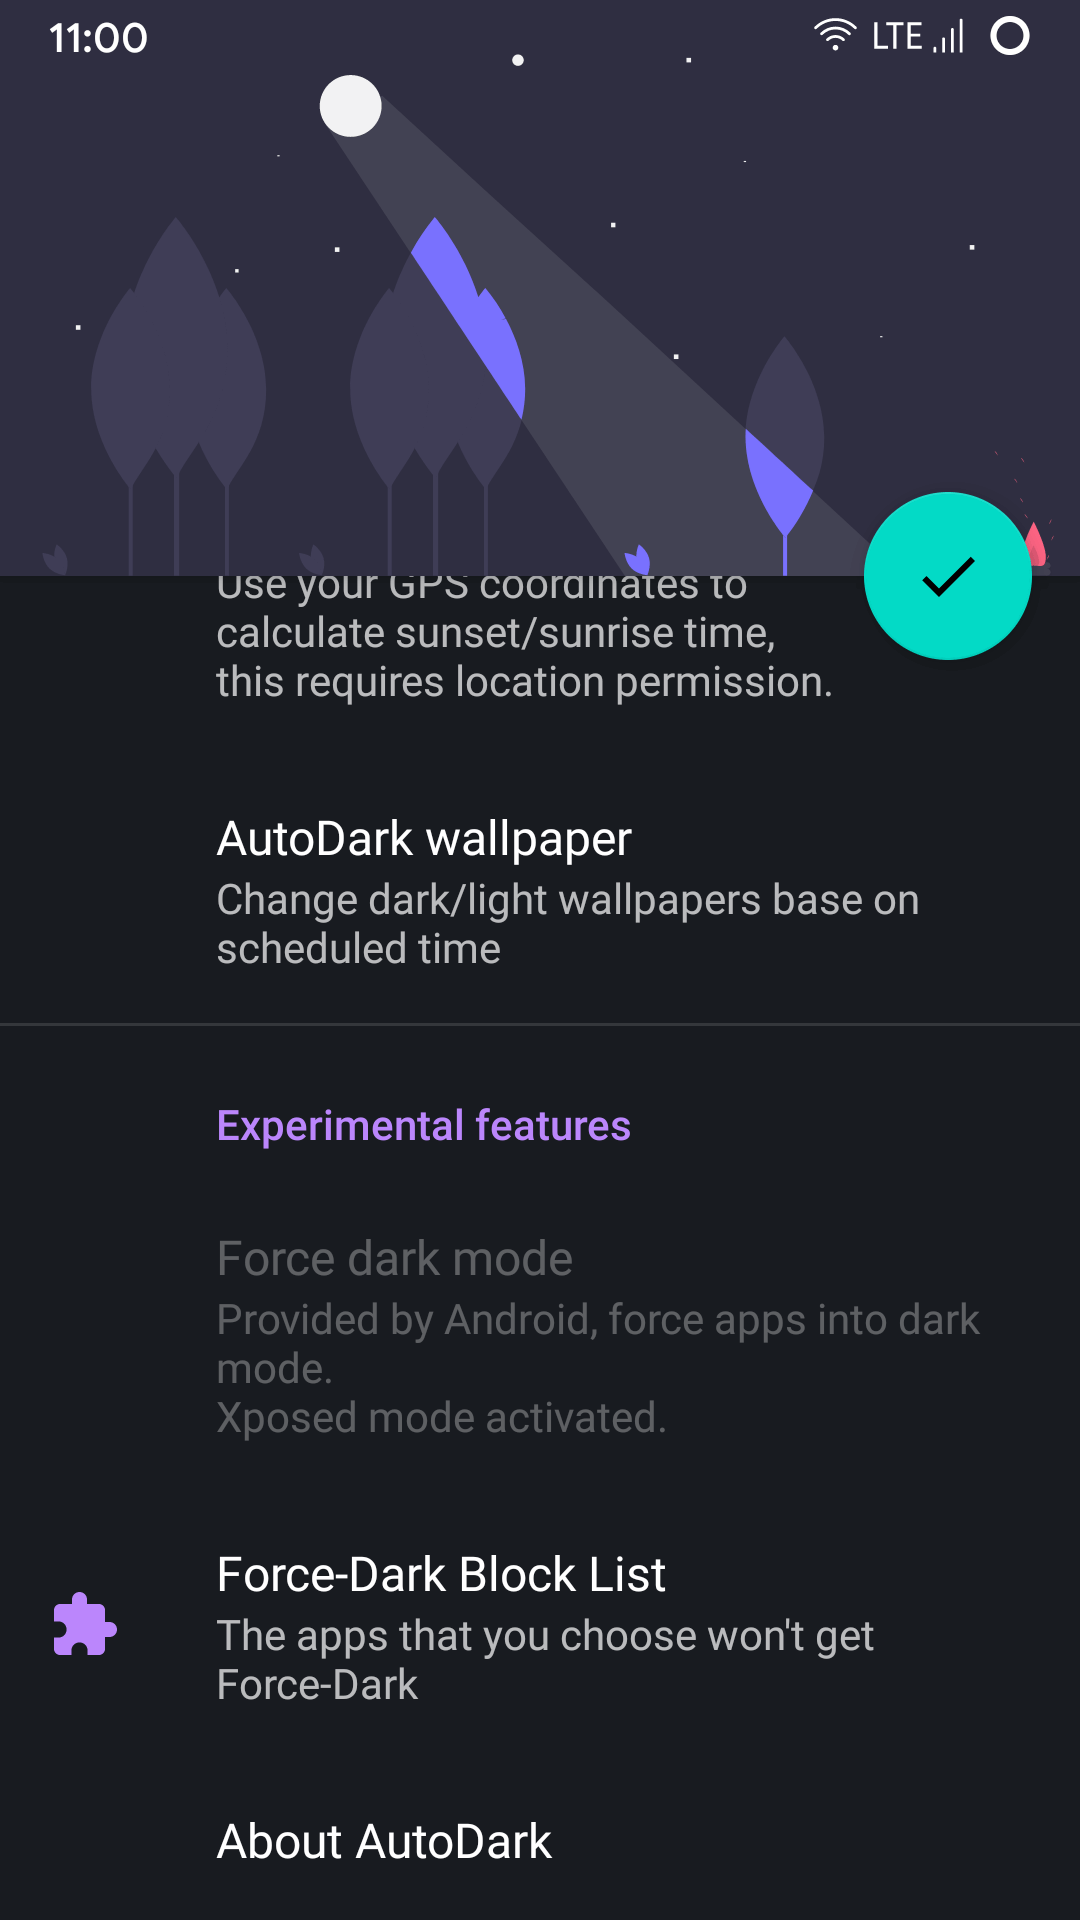 11:00
LTE
Use your GPS coordinates to
calculate sunset/sunrise time,
this requires location permission.
AutoDark wallpaper
Change dark/light wallpapers base on
scheduled time
Experimental features
Force dark mode
Provided by Android, force apps into dark
mode.
Xposed mode activated.
Force-Dark Block List
The apps that you choose won't get
Force-Dark
About AutoDark